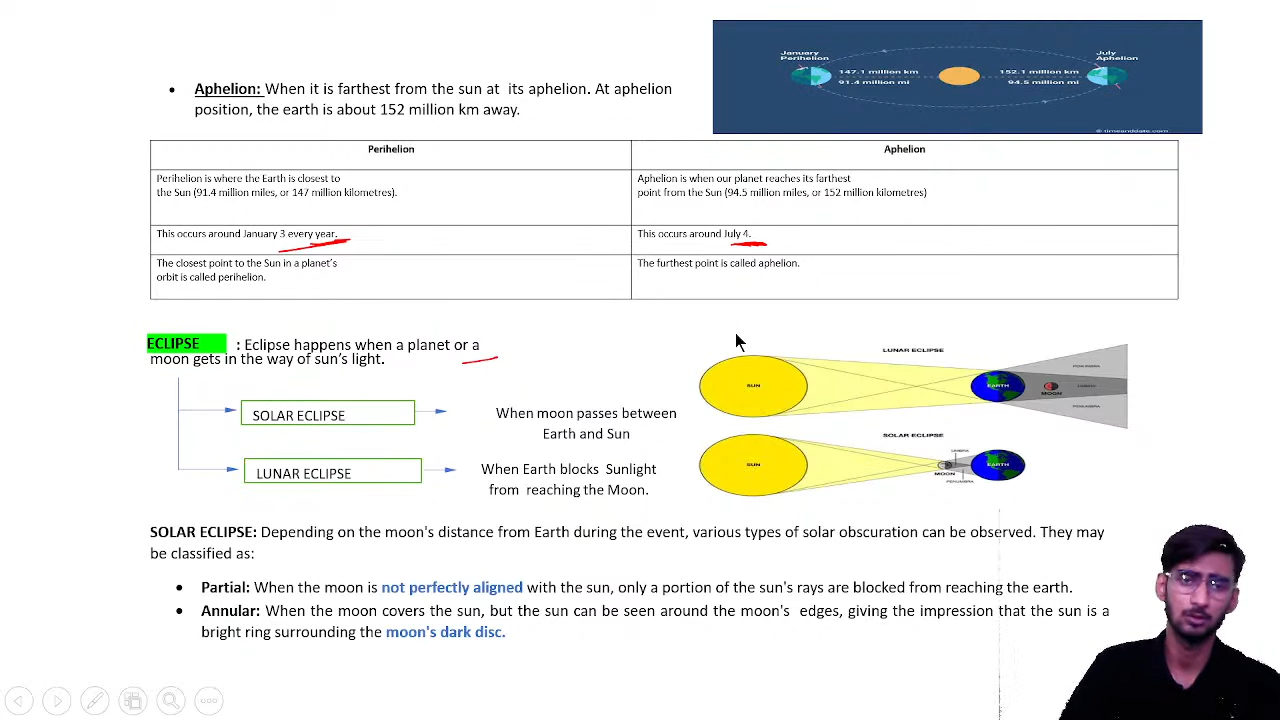 January
Perihelion
July
Aphelion
147.1 million km
152.1 million km
91.4 million mi
94.5 million mi
© timeanddate.com
• Aphelion: When it is farthest from the sun at its aphelion. At aphelion
position, the earth is about 152 million km away.
Perihelion
Aphelion
Perihelion is where the Earth is closest to
the Sun (91.4 million miles, or 147 million kilometres).
Aphelion is when our planet reaches its farthest
point from the Sun (94.5 million miles, or 152 million kilometres)
This occurs around January 3 every year.
This occurs around July 4.
The closest point to the Sun in a planet's
orbit is called perihelion.
The furthest point is called aphelion.
ECLIPSE : Eclipse happens when a planet or a
moon gets in the way of sun's light.
SOLAR ECLIPSE
When moon passes between
Earth and Sun
LUNAR ECLIPSE
When Earth blocks Sunlight
from reaching the Moon.
LUNAR ECLIPSE
SUN
EARTH
MOON
PENUMBRA
UMBRA
PENUMBRA
SOLAR ECLIPSE
SUN
UMBRA
MOON
EARTH
PENUMBRA
SOLAR ECLIPSE: Depending on the moon's distance from Earth during the event, various types of solar obscuration can be observed. They may
be classified as:
• Partial: When the moon is not perfectly aligned with the sun, only a portion of the sun's rays are blocked from reaching the earth.
• Annular: When the moon covers the sun, but the sun can be seen around the moon's edges, giving the impression that the sun is a
bright ring surrounding the moon's dark disc.